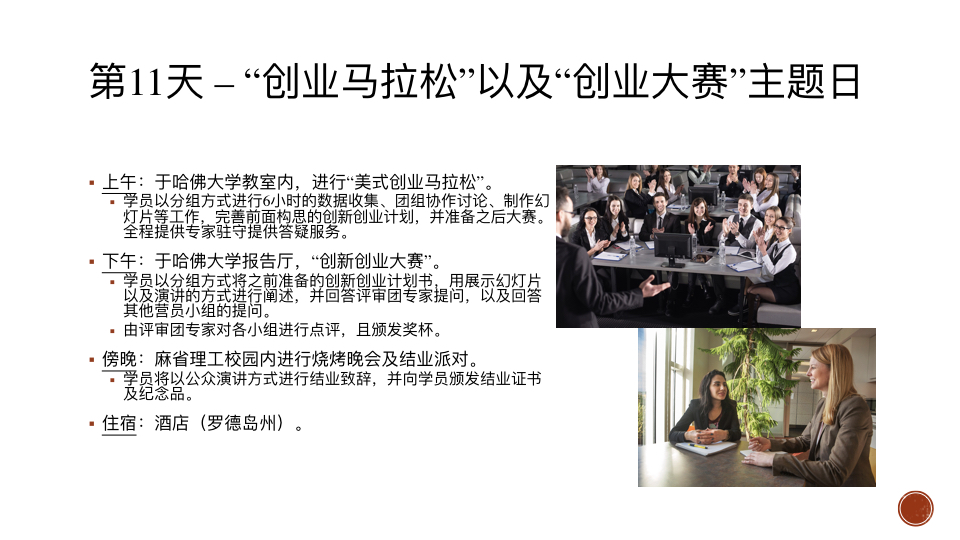 第11天 – “创业马拉松”以及“创业大赛”主题日
▪ 上午：于哈佛大学教室内，进行“美式创业马拉松”。
▪ 学员以分组方式进行6小时的数据收集、团组协作讨论、制作幻
灯片等工作，完善前面构思的创新创业计划，并准备之后大赛。
全程提供专家驻守提供答疑服务。
▪ 下午：于哈佛大学报告厅，“创新创业大赛”。
▪ 学员以分组方式将之前准备的创新创业计划书，用展示幻灯片
以及演讲的方式进行阐述，并回答评审团专家提问，以及回答
其他营员小组的提问。
▪ 由评审团专家对各小组进行点评，且颁发奖杯。
▪ 傍晚：麻省理工校园内进行烧烤晚会及结业派对。
▪ 学员将以公众演讲方式进行结业致辞，并向学员颁发结业证书
及纪念品。
▪ 住宿：酒店（罗德岛州）。